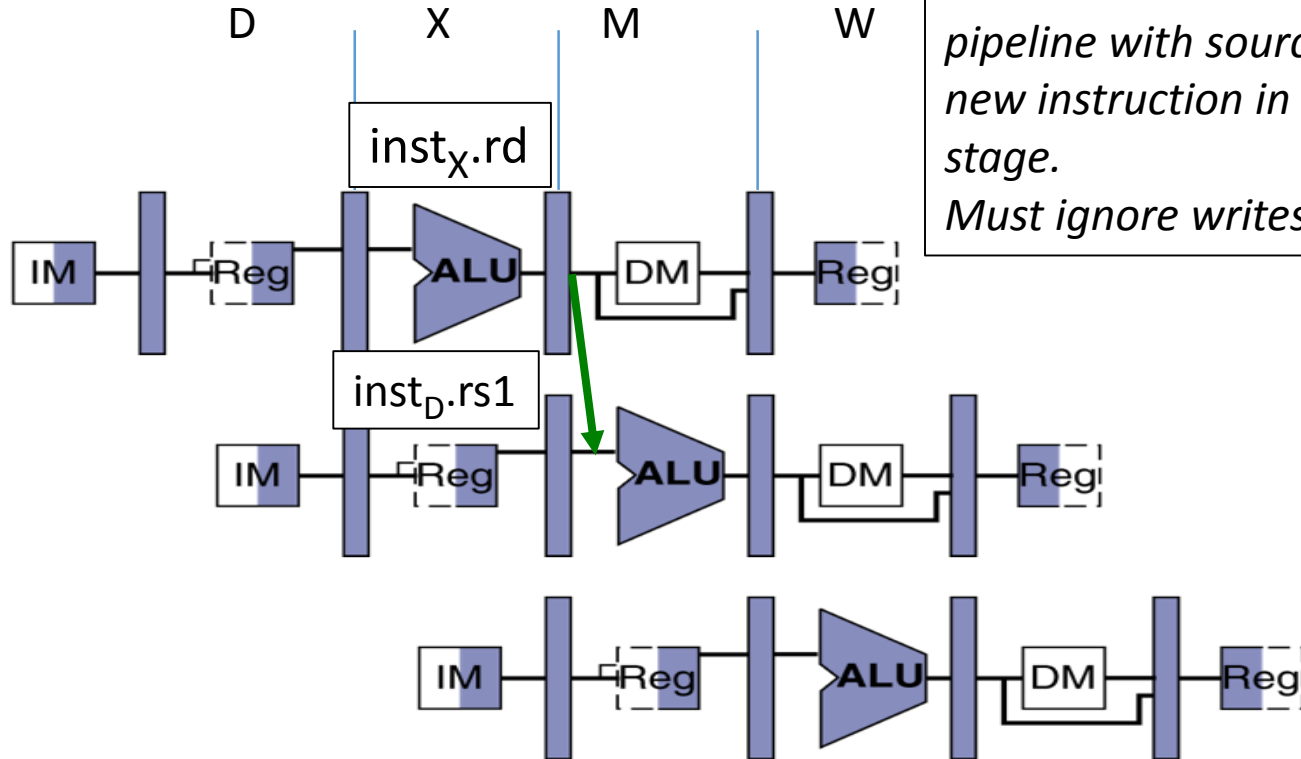 D X M W
pipeline with sourc
new instruction in
stage.
Must ignore writes
inst_X.rd
IM Reg ALU DM Reg
inst_D.rs1
IM Reg ALU DM Reg
IM Reg ALU DM Reg